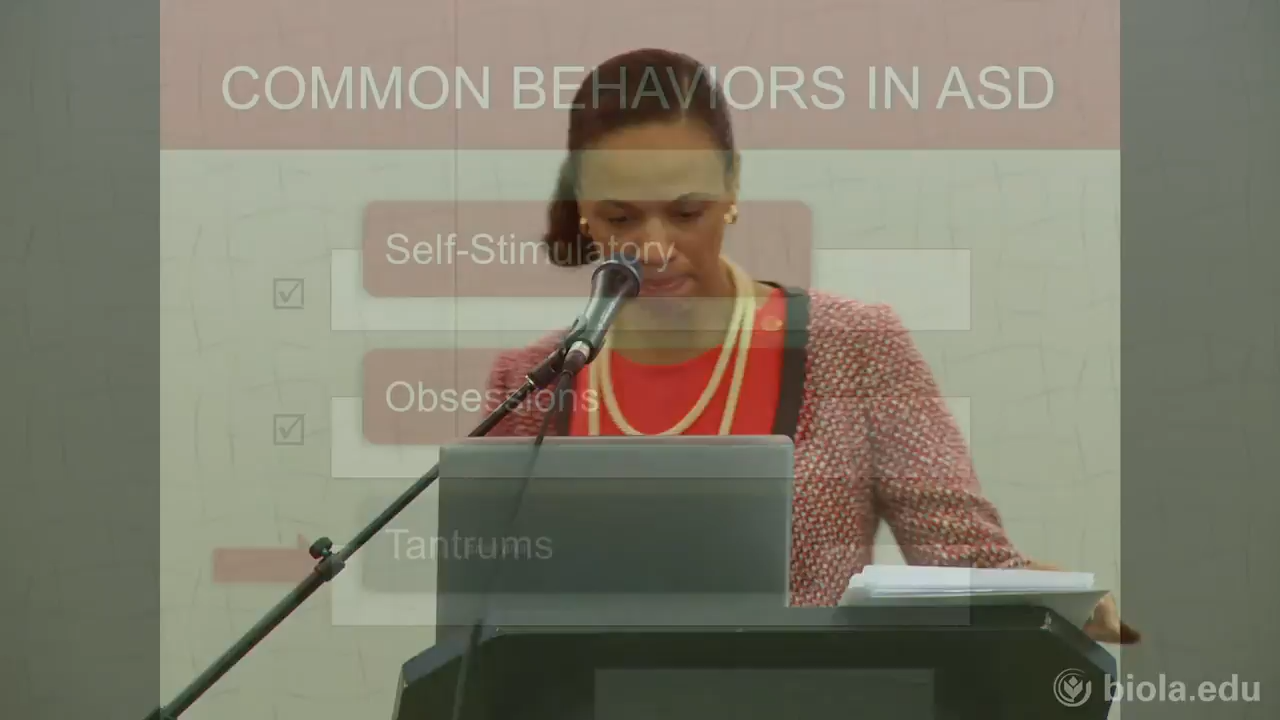 COMMON BEHAVIORS IN ASD
Self-Stimulatory
Obsessions
Tantrums
biola.edu